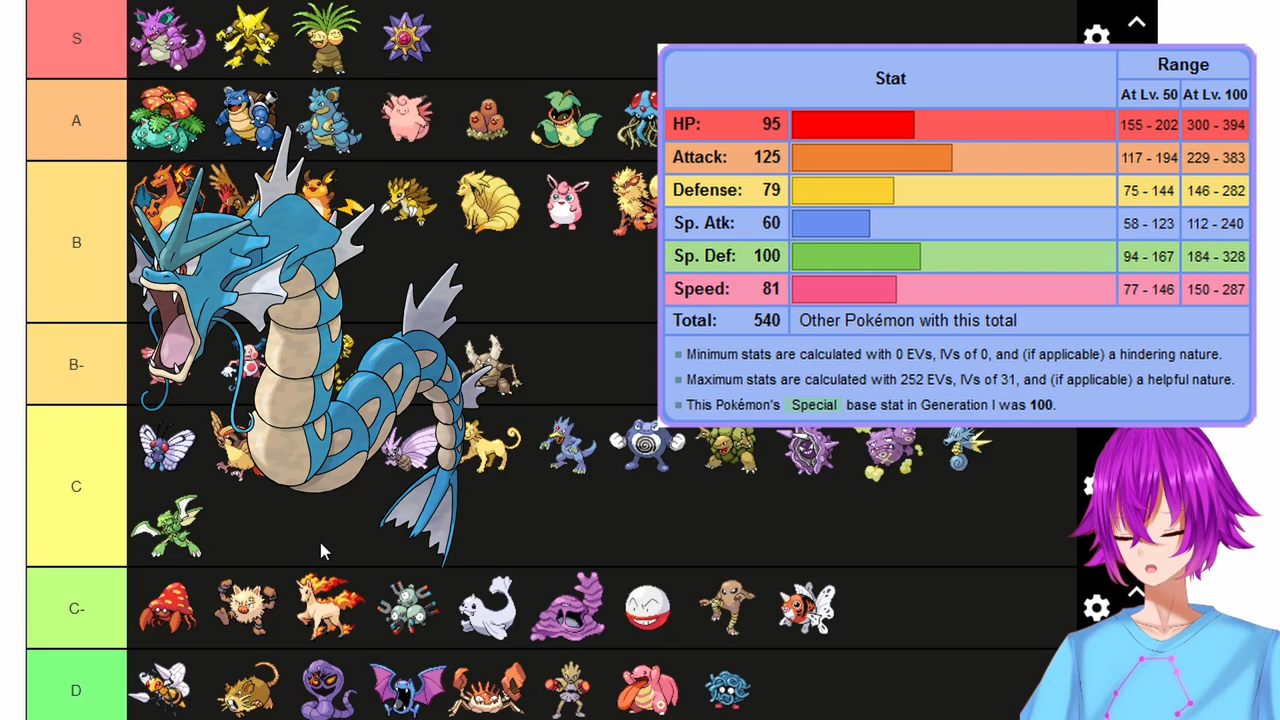 S
A
B
B-
C
C-
D
Stat
Range
At Lv. 50 At Lv. 100
HP: 95 155 - 202 300 - 394
Attack: 125 117 - 194 229 - 383
Defense: 79 75 - 144 146 - 282
Sp. Atk: 60 58 - 123 112 - 240
Sp. Def: 100 94 - 167 184 - 328
Speed: 81 77 - 146 150 - 287
Total: 540 Other Pokémon with this total
Minimum stats are calculated with 0 EVs, IVs of 0, and (if applicable) a hindering nature.
Maximum stats are calculated with 252 EVs, IVs of 31, and (if applicable) a helpful nature.
This Pokémon's Special base stat in Generation I was 100.